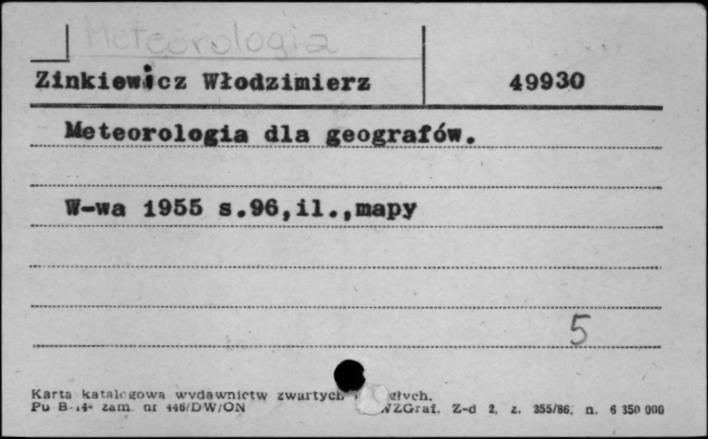 Meteorologia
Zinkiewicz Włodzimierz 49930
Meteorologia dla geografów.
W-wa 1955 s.96,il.,mapy
5
Karta katalogowa wydawnictw zwartych
Pu B-14 zam. nr 446/DW/ON WZGraf. Z-d 2, z. 355/86, n. 6 350 000